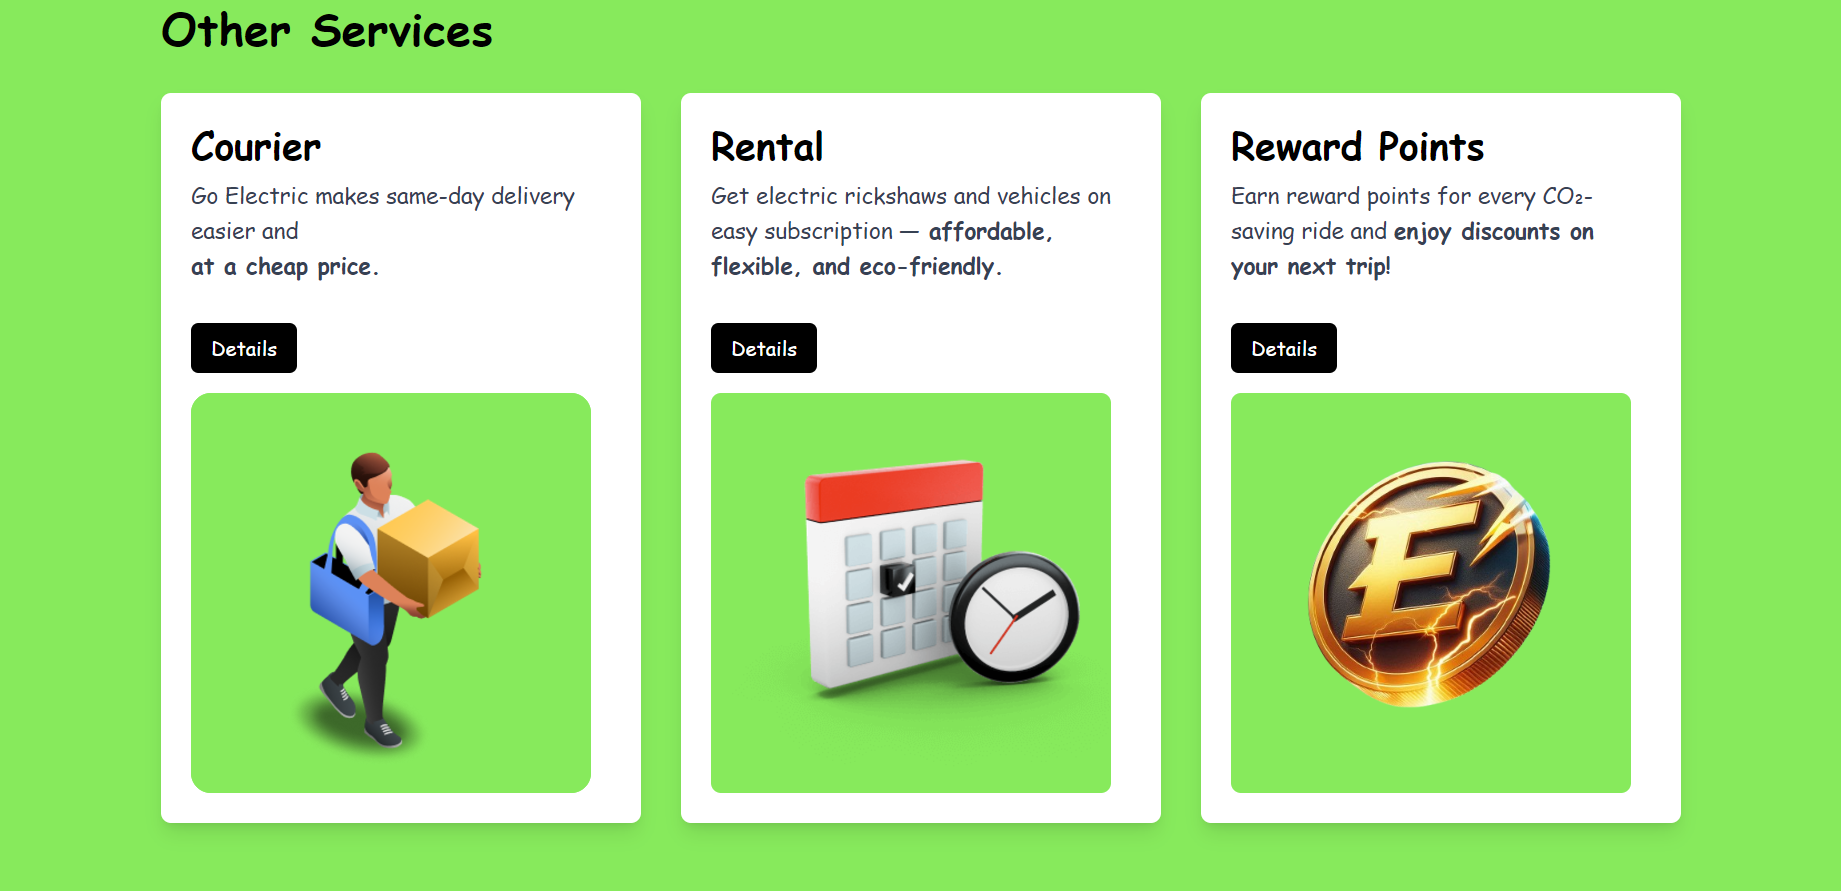 Other Services
Courier
Go Electric makes same-day delivery
easier and
at a cheap price.
Details
Rental
Get electric rickshaws and vehicles on
easy subscription — affordable,
flexible, and eco-friendly.
Details
Reward Points
Earn reward points for every CO₂-
saving ride and enjoy discounts on
your next trip!
Details
E